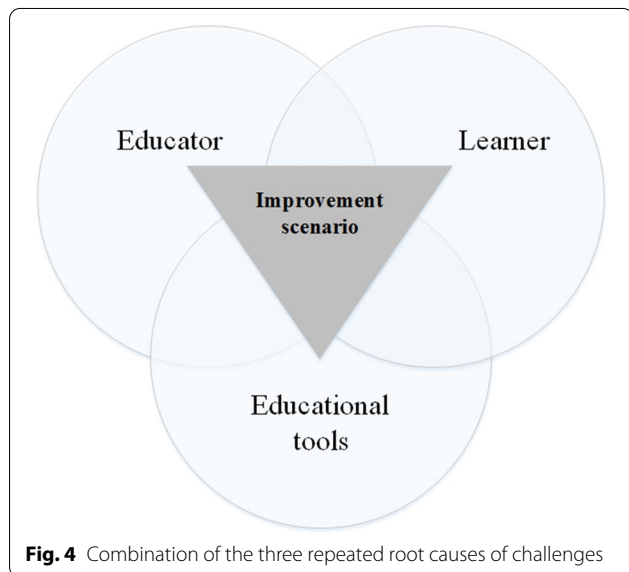 Educator
Learner
Improvement
scenario
Educational
tools
Fig. 4 Combination of the three repeated root causes of challenges